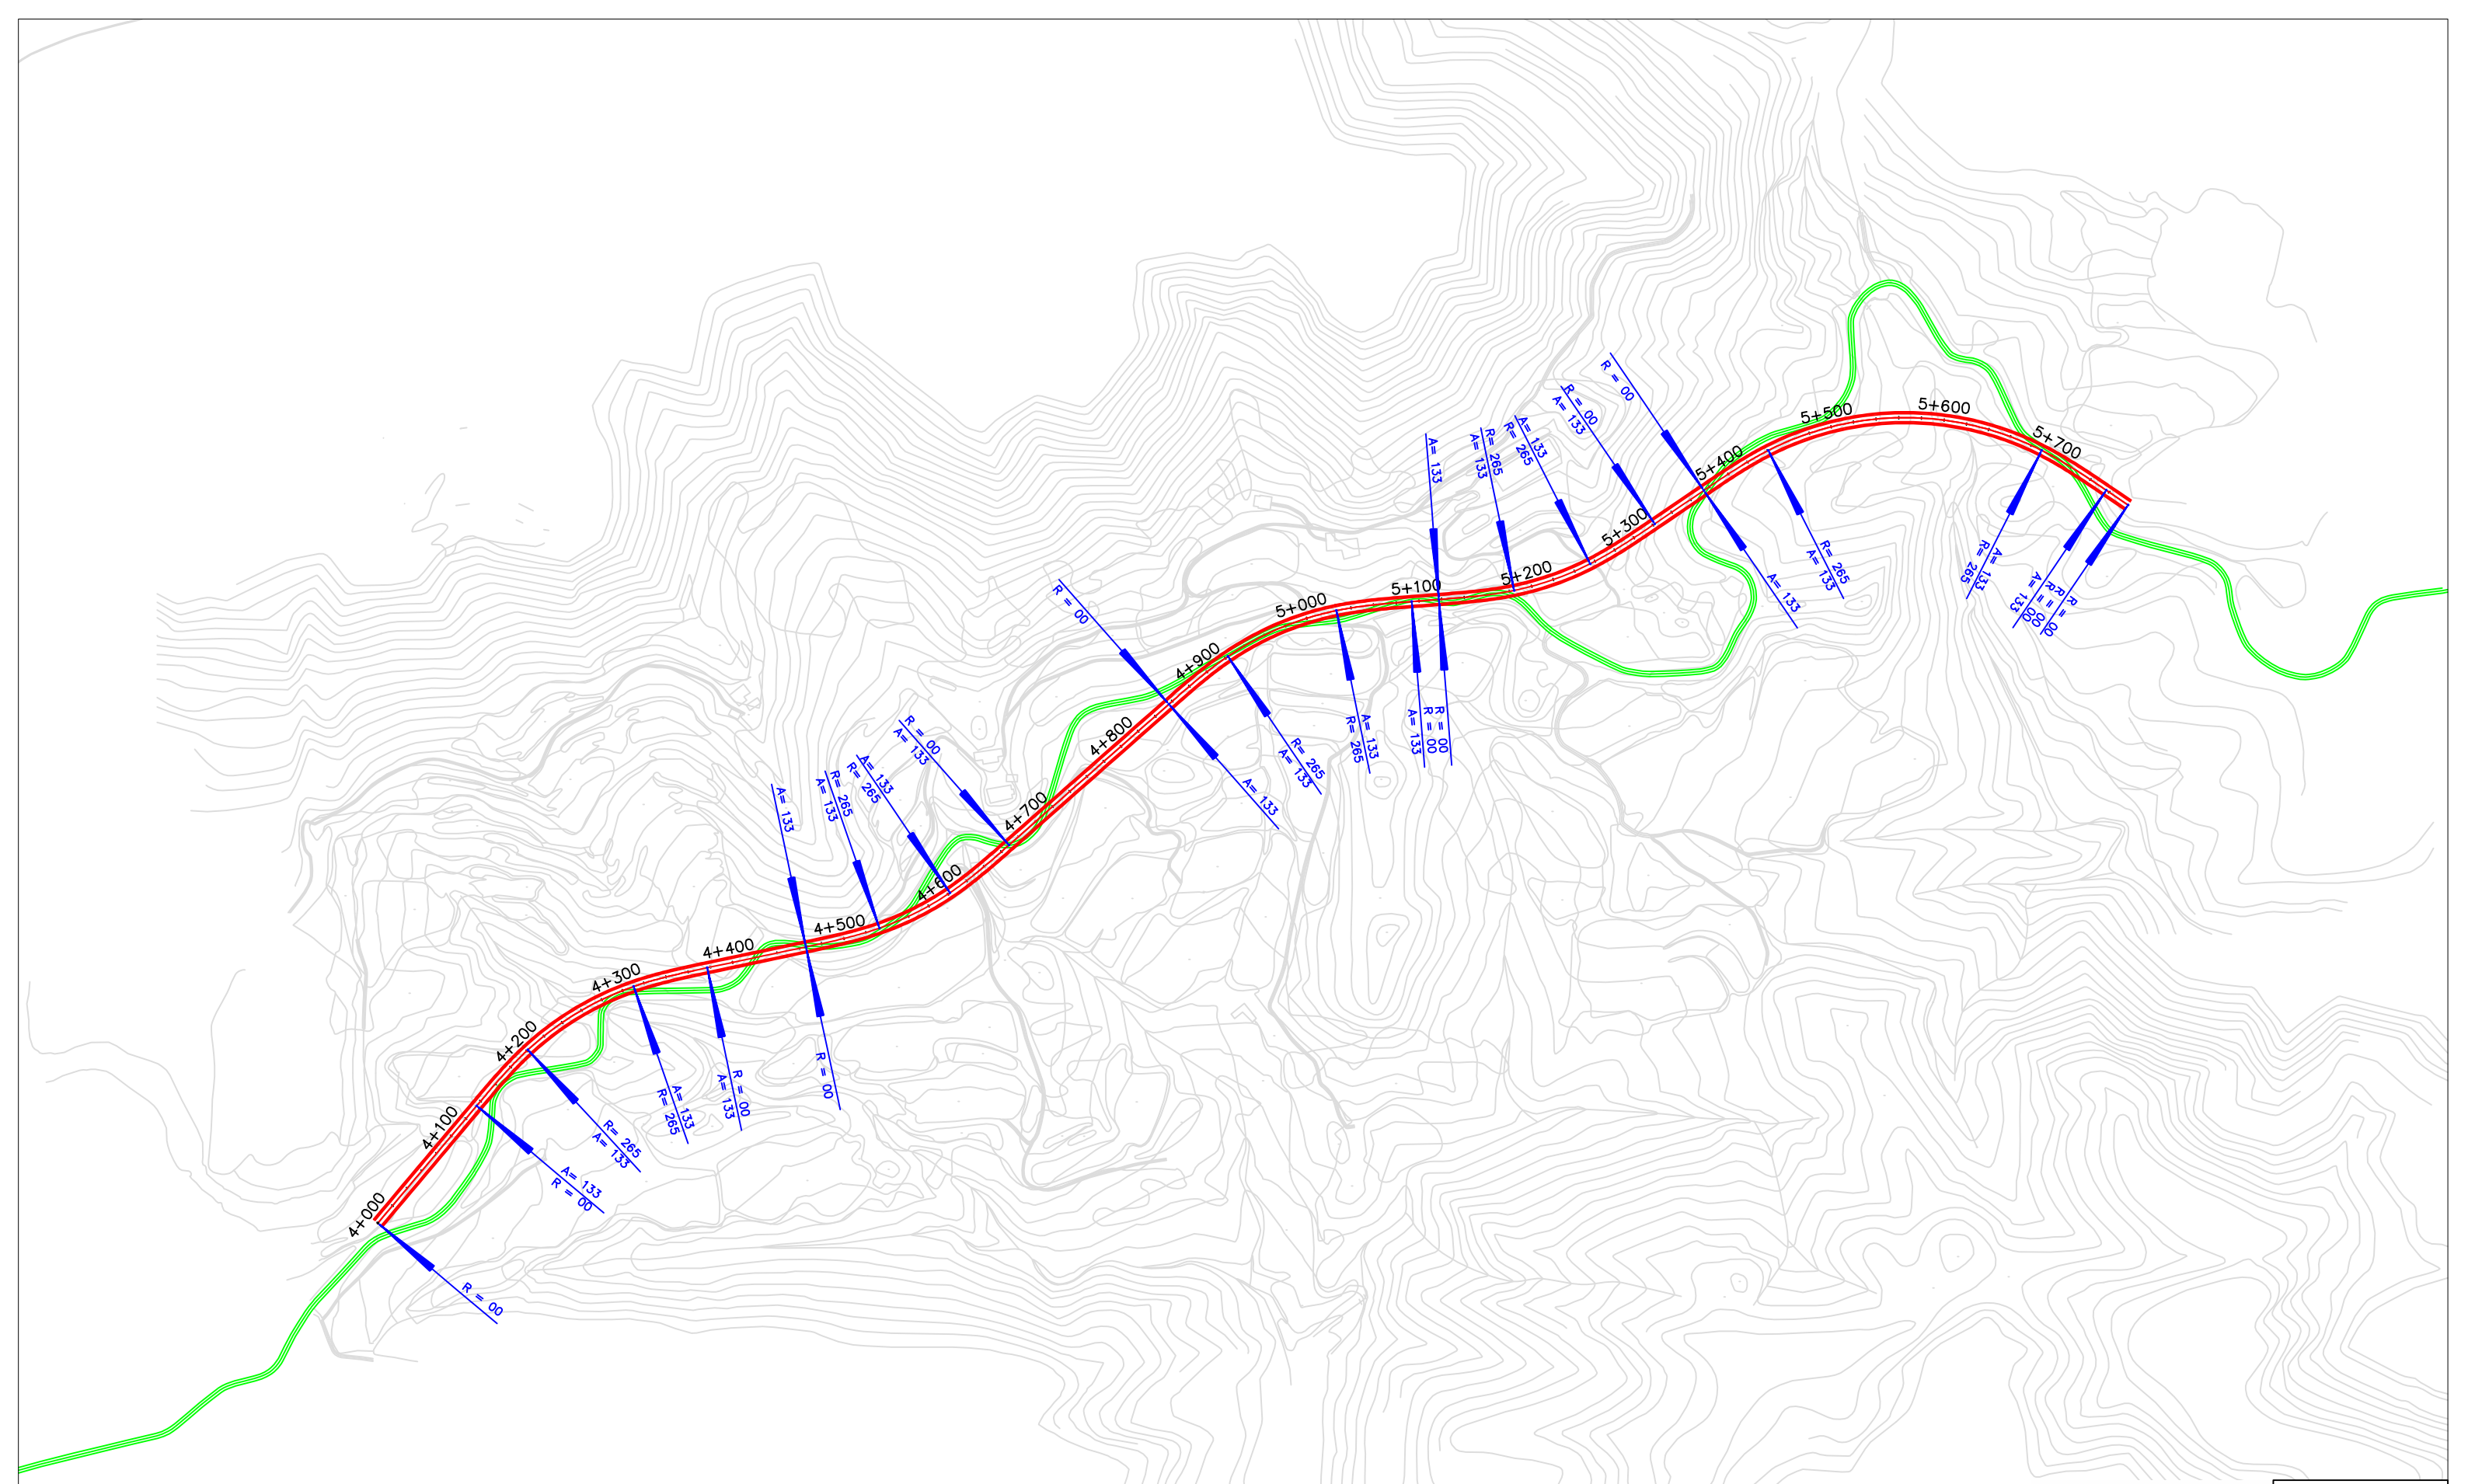 4+000
R = 00
4+100
A= 133
R = 00
4+200
R= 265
A= 133
4+300
A= 133
R= 265
4+400
R = 00
A= 133
A= 133
R = 00
4+500
R= 265
A= 133
A= 133
R= 265
4+600
R = 00
A= 133
4+700
4+800
R = 00
A= 133
4+900
R= 265
A= 133
5+000
A= 133
R= 265
5+100
R = 00
A= 133
A= 133
R = 00
5+200
R= 265
A= 133
A= 133
R= 265
5+300
R = 00
A= 133
R = 00
A= 133
5+400
R= 265
A= 133
5+500
5+600
5+700
A= 133
R= 265
R = 00
A= 133
R = 00